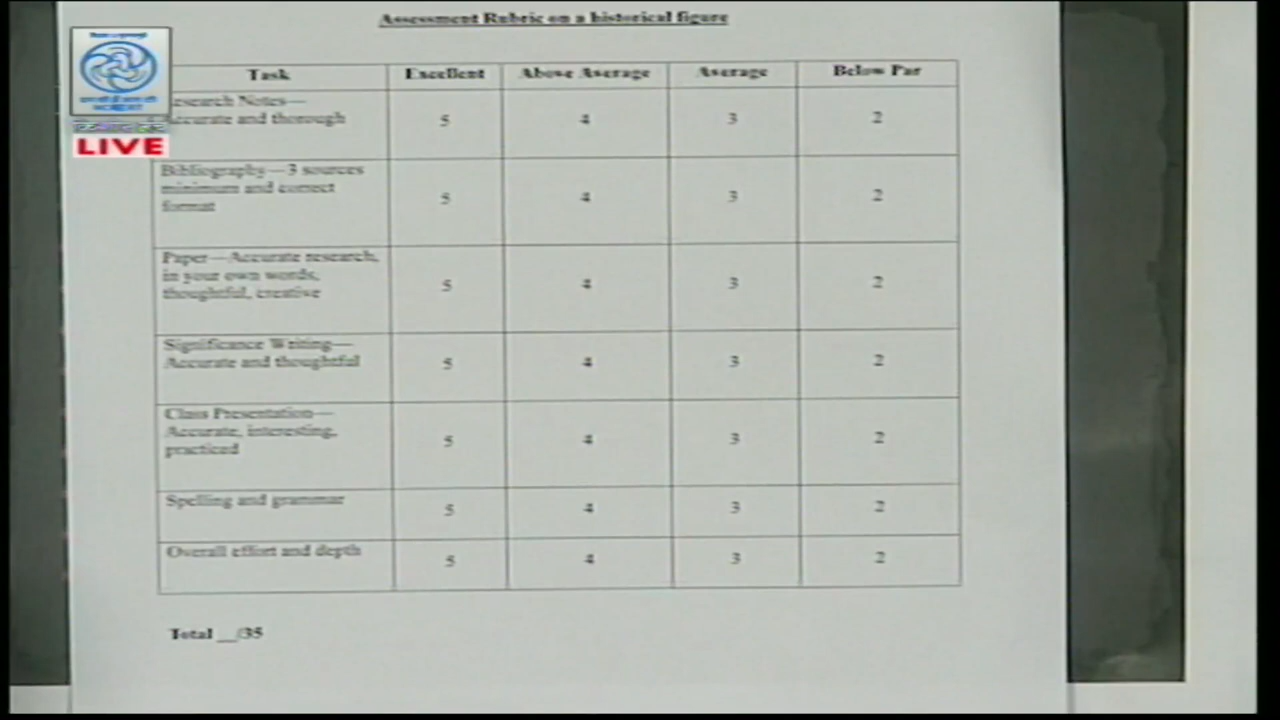 Assessment Rubric on a historical figure
Task Excellent Above Average Average Below Par
Research Notes—
Accurate and thorough 5 4 3 2
Bibliography—3 sources
minimum and correct
format 5 4 3 2
Paper—Accurate research,
in your own words,
thoughtful, creative 5 4 3 2
Significance Writing—
Accurate and thoughtful 5 4 3 2
Class Presentation—
Accurate, interesting,
practiced 5 4 3 2
Spelling and grammar 5 4 3 2
Overall effort and depth 5 4 3 2
Total __/35
NCERT
LIVE